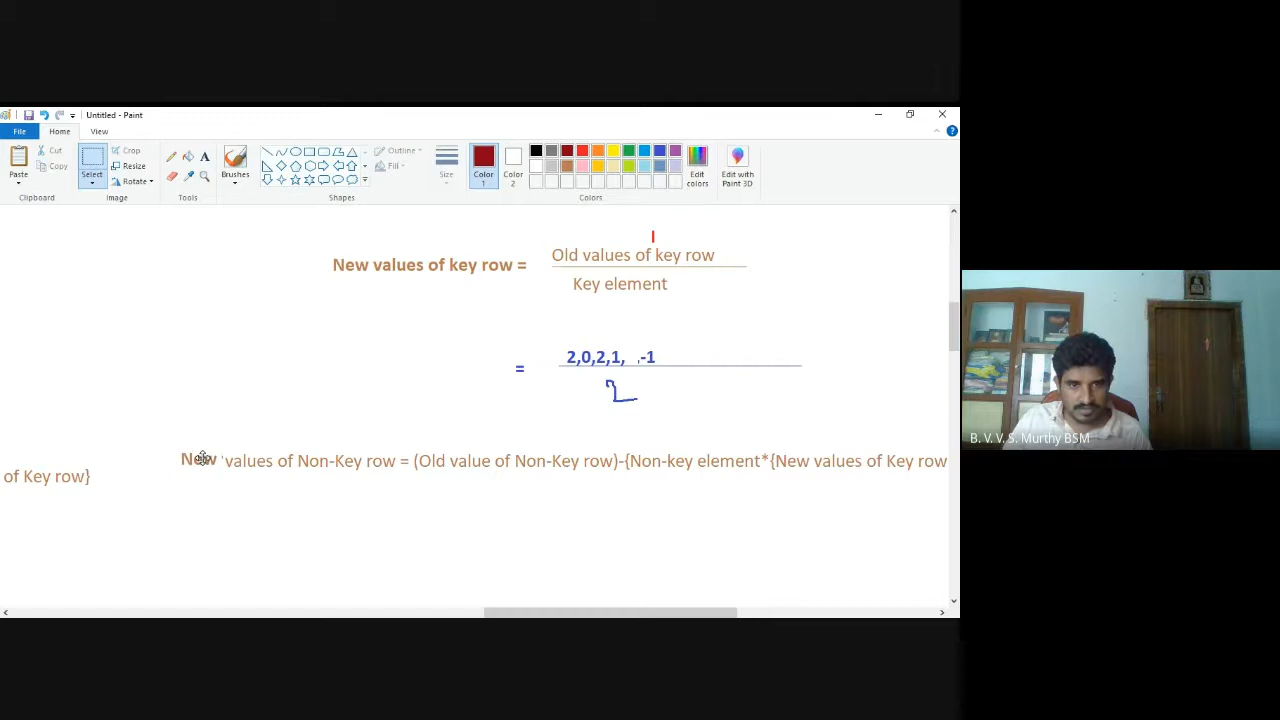 Untitled - Paint
File Home View
Paste
Cut
Copy
Clipboard
Select
Crop
Resize
Rotate
Image
A
Tools
Brushes
Outline
Fill
Shapes
Size
Color 1
Color 2
Edit colors
Colors
Edit with Paint 3D
New values of key row =
Old values of key row
Key element
=
2,0,2,1, -1
2
New values of Non-Key row = (Old value of Non-Key row)-{Non-key element*{New values of Key row
of Key row}
B. V. V. S. Murthy BSM